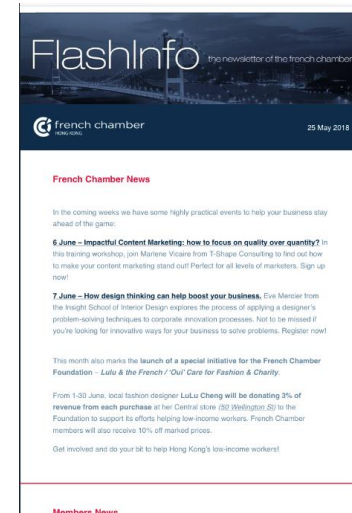 FlashInfo the newsletter of the french chamber
french chamber
HONG KONG
25 May 2018
French Chamber News
In the coming weeks we have some highly practical events to help your business stay
ahead of the game:
6 June – Impactful Content Marketing: how to focus on quality over quantity? In
this training workshop, join Marlene Vicaire from T-Shape Consulting to find out how
to make your content marketing stand out! Perfect for all levels of marketers. Sign up
now!
7 June – How design thinking can help boost your business. Eve Mercier from
the Insight School of Interior Design explores the process of applying a designer's
problem-solving techniques to corporate innovation processes. Not to be missed if
you're looking for innovative ways for your business to solve problems. Register now!
This month also marks the launch of a special initiative for the French Chamber
Foundation – Lulu & the French / 'Oui' Care for Fashion & Charity.
From 1-30 June, local fashion designer LuLu Cheng will be donating 3% of
revenue from each purchase at her Central store (50 Wellington St) to the
Foundation to support its efforts helping low-income workers. French Chamber
members will also receive 10% off marked prices.
Get involved and do your bit to help Hong Kong's low-income workers!
Members News